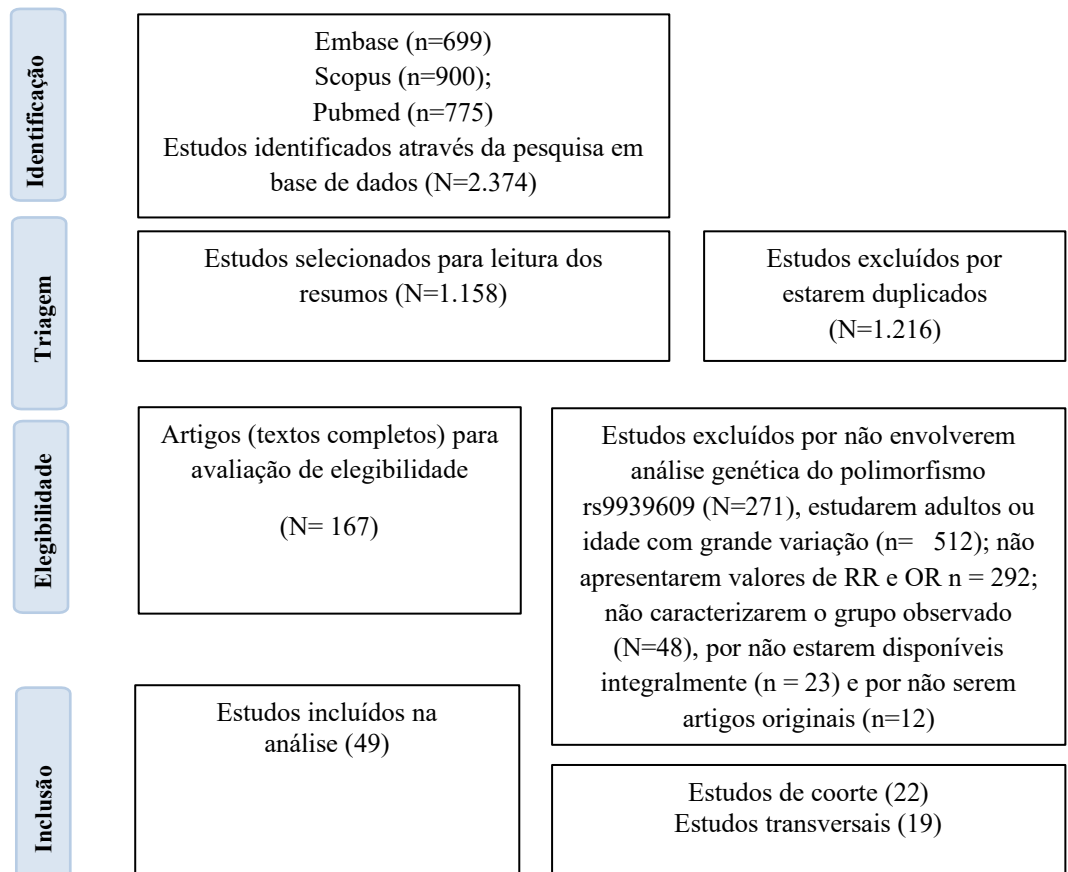 Identificação
Embase (n=699)
Scopus (n=900);
Pubmed (n=775)
Estudos identificados através da pesquisa em
base de dados (N=2.374)
Triagem
Estudos selecionados para leitura dos
resumos (N=1.158)
Estudos excluídos por
estarem duplicados
(N=1.216)
Elegibilidade
Artigos (textos completos) para
avaliação de elegibilidade
(N= 167)
Estudos excluídos por não envolverem
análise genética do polimorfismo
rs9939609 (N=271), estudarem adultos ou
idade com grande variação (n= 512); não
apresentarem valores de RR e OR n = 292;
não caracterizarem o grupo observado
(N=48), por não estarem disponíveis
integralmente (n = 23) e por não serem
artigos originais (n=12)
Inclusão
Estudos incluídos na
análise (49)
Estudos de coorte (22)
Estudos transversais (19)